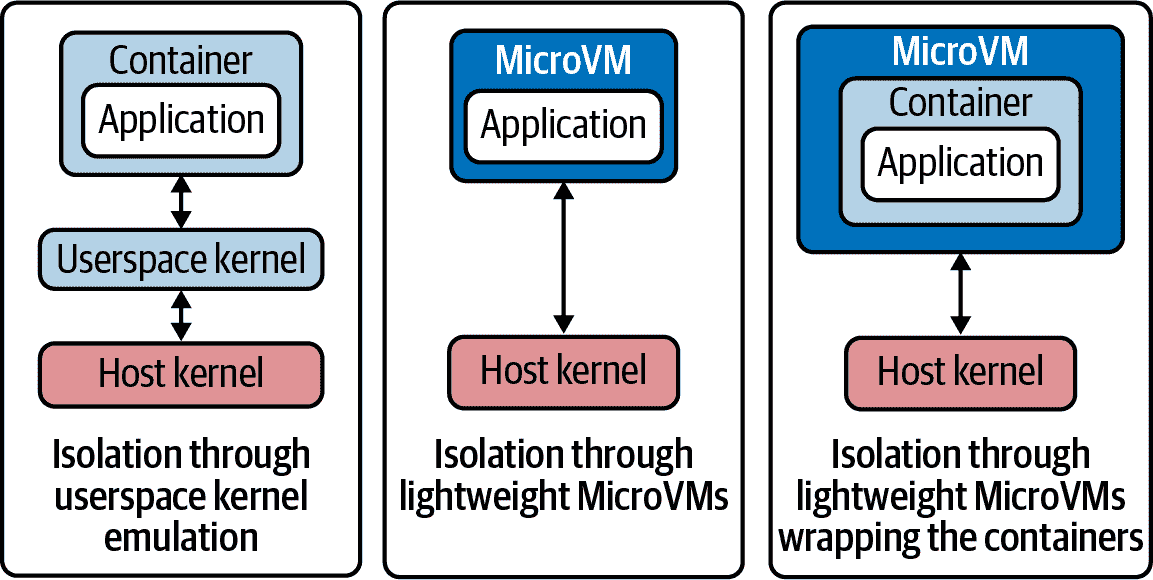 Container
Application
Userspace kernel
Host kernel
Isolation through
userspace kernel
emulation
MicroVM
Application
Host kernel
Isolation through
lightweight MicroVMs
MicroVM
Container
Application
Host kernel
Isolation through
lightweight MicroVMs
wrapping the containers